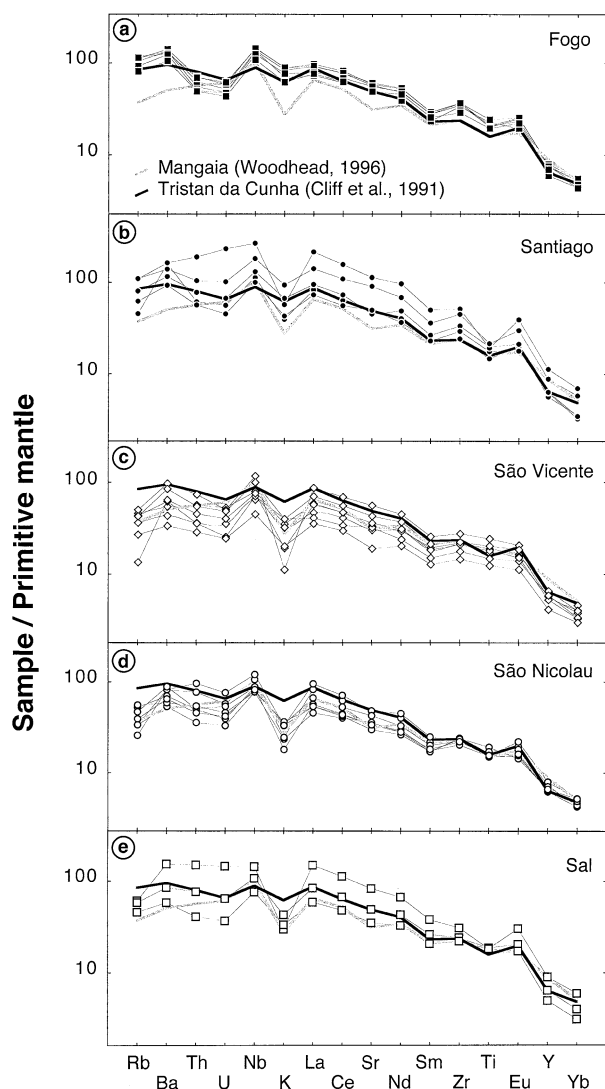 a
Fogo
100
10
Mangaia (Woodhead, 1996)
Tristan da Cunha (Cliff et al., 1991)
b
Santiago
100
10
c
São Vicente
100
10
d
São Nicolau
100
10
e
Sal
100
10
Sample / Primitive mantle
Rb Th Nb La Sr Sm Ti Y
Ba U K Ce Nd Zr Eu Yb